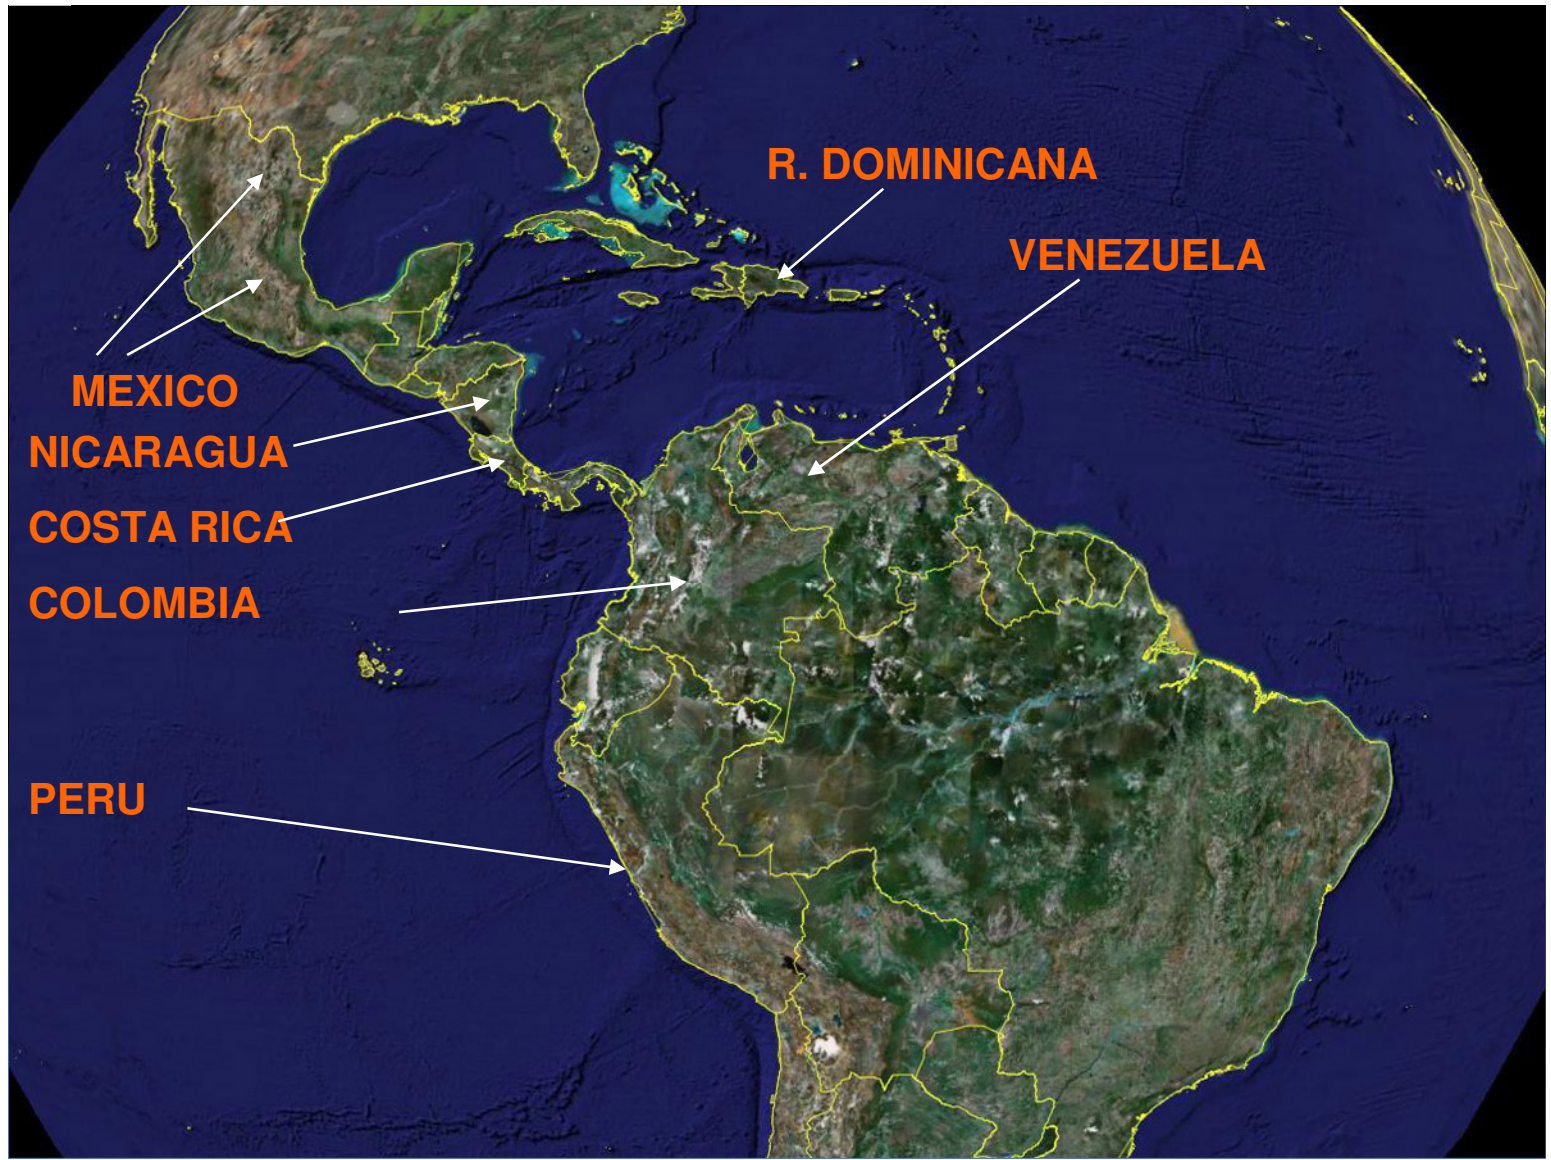 R. DOMINICANA
VENEZUELA
MEXICO
NICARAGUA
COSTA RICA
COLOMBIA
PERU